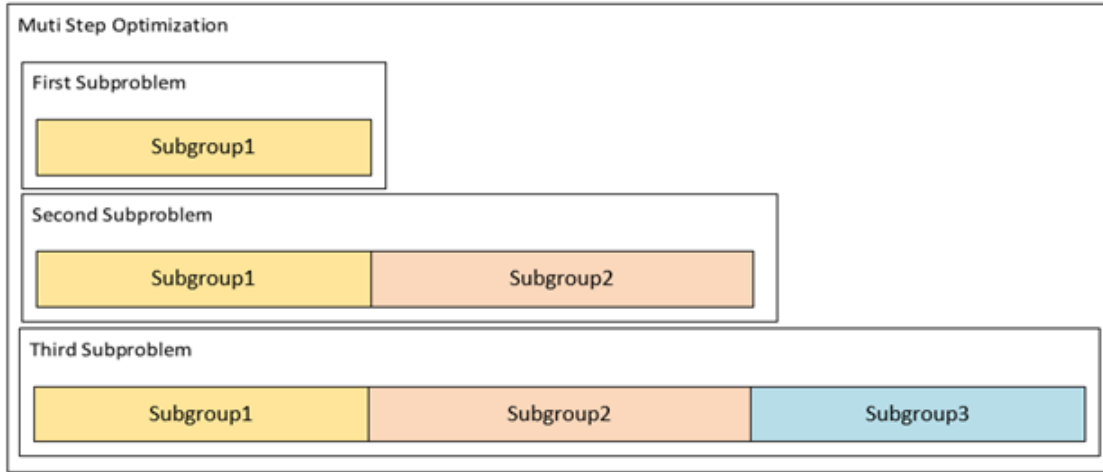 Muti Step Optimization
First Subproblem
Subgroup1
Second Subproblem
Subgroup1 Subgroup2
Third Subproblem
Subgroup1 Subgroup2 Subgroup3